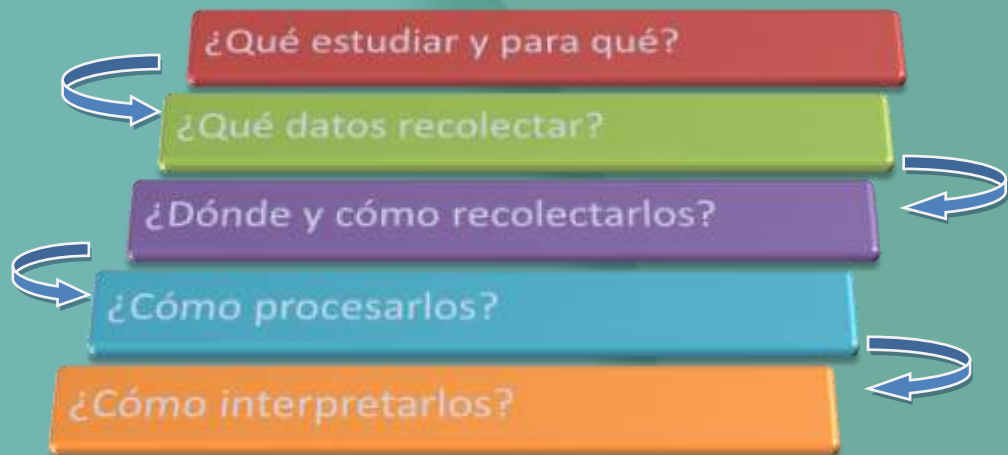 ¿Qué estudiar y para qué?
¿Qué datos recolectar?
¿Dónde y cómo recolectarlos?
¿Cómo procesarlos?
¿Cómo interpretarlos?